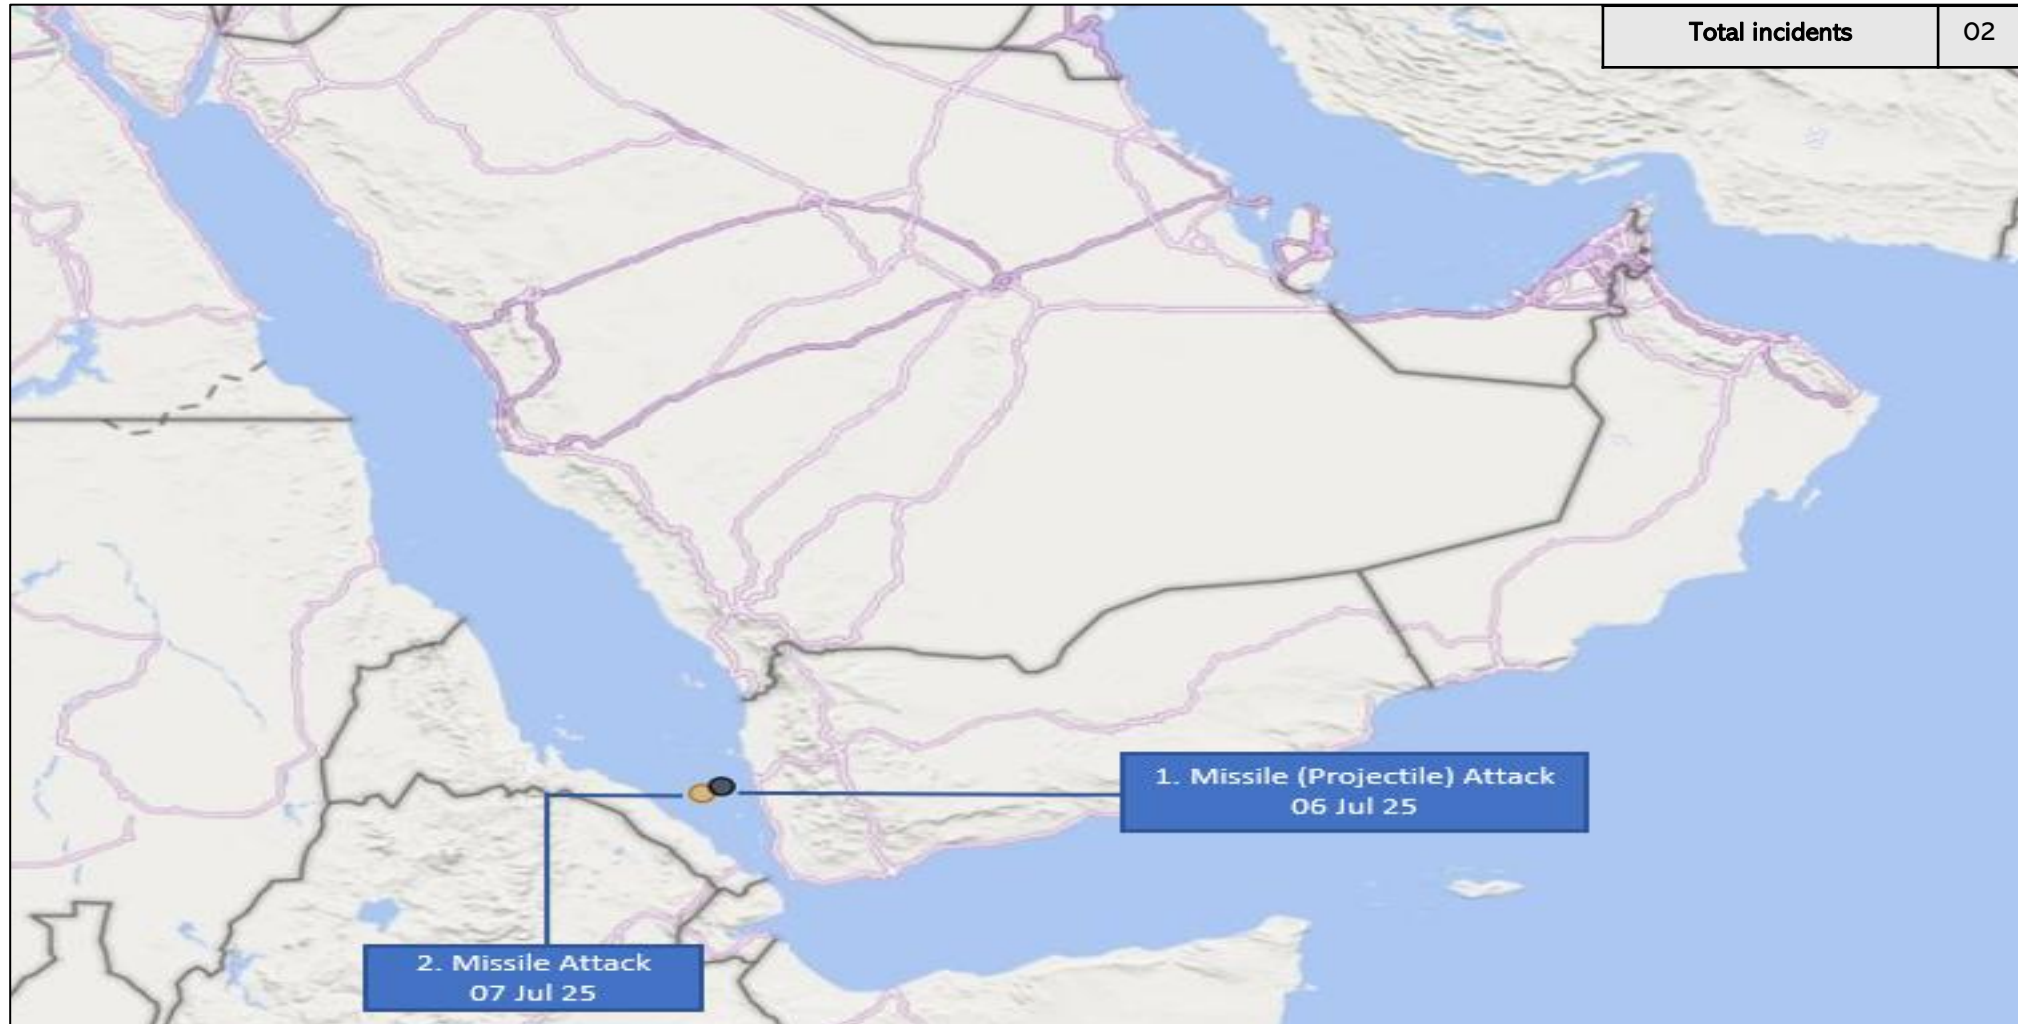 Total incidents 02
1. Missile (Projectile) Attack
06 Jul 25
2. Missile Attack
07 Jul 25